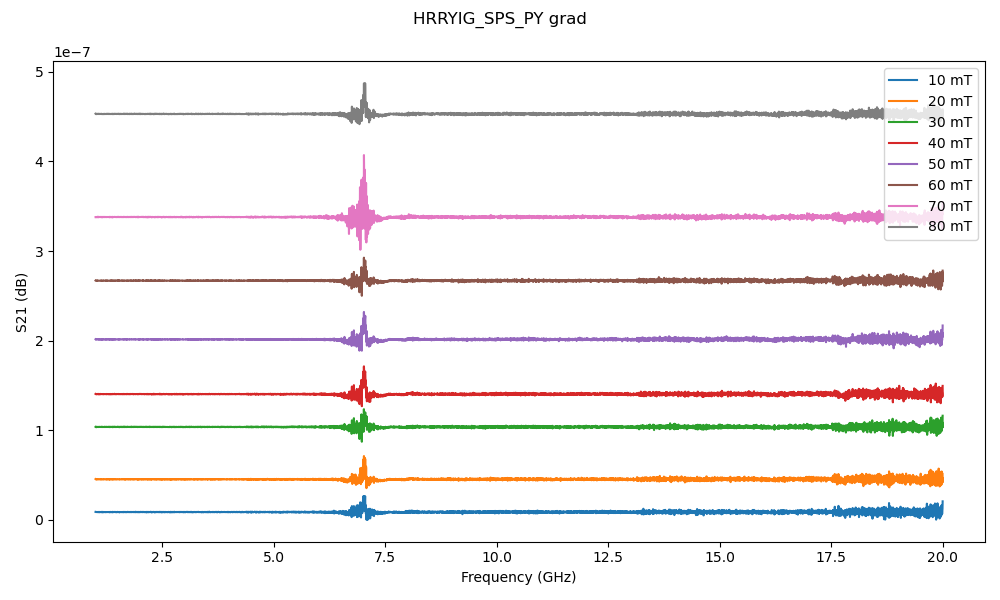 HRRYIG_SPS_PY grad
1e−7
5
4
3
2
1
0
S21 (dB)
2.5
5.0
7.5
10.0
12.5
15.0
17.5
20.0
Frequency (GHz)
10 mT
20 mT
30 mT
40 mT
50 mT
60 mT
70 mT
80 mT